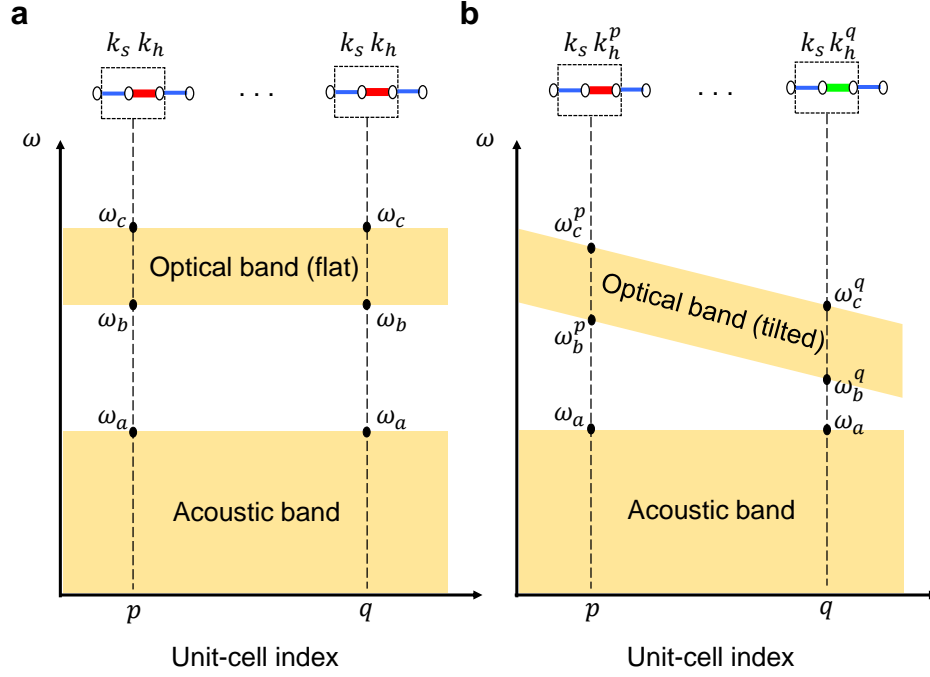 a
k_s k_h
k_s k_h
. . .
ω
ω_c
ω_c
Optical band (flat)
ω_b
ω_b
ω_a
ω_a
Acoustic band
p
q
Unit-cell index
b
k_s k_h^p
k_s k_h^q
. . .
ω
ω_c^p
ω_c^q
Optical band (tilted)
ω_b^p
ω_b^q
ω_a
ω_a
Acoustic band
p
q
Unit-cell index